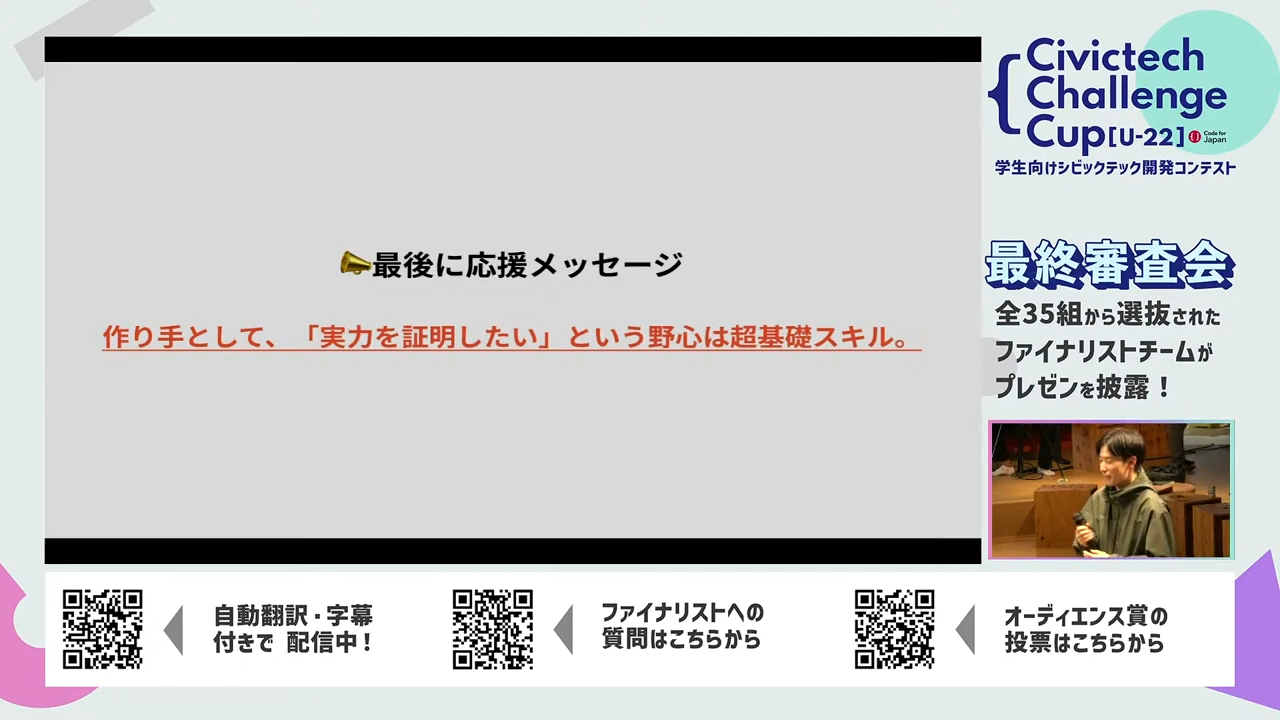 Civictech
Challenge
Cup[U-22]
Code for
Japan
学生向けシビックテック開発コンテスト
📣最後に応援メッセージ
作り手として、「実力を証明したい」という野心は超基礎スキル。
最終審査会
全35組から選抜された
ファイナリストチームが
プレゼンを披露！
自動翻訳・字幕
付きで 配信中！
ファイナリストへの
質問はこちらから
オーディエンス賞の
投票はこちらから